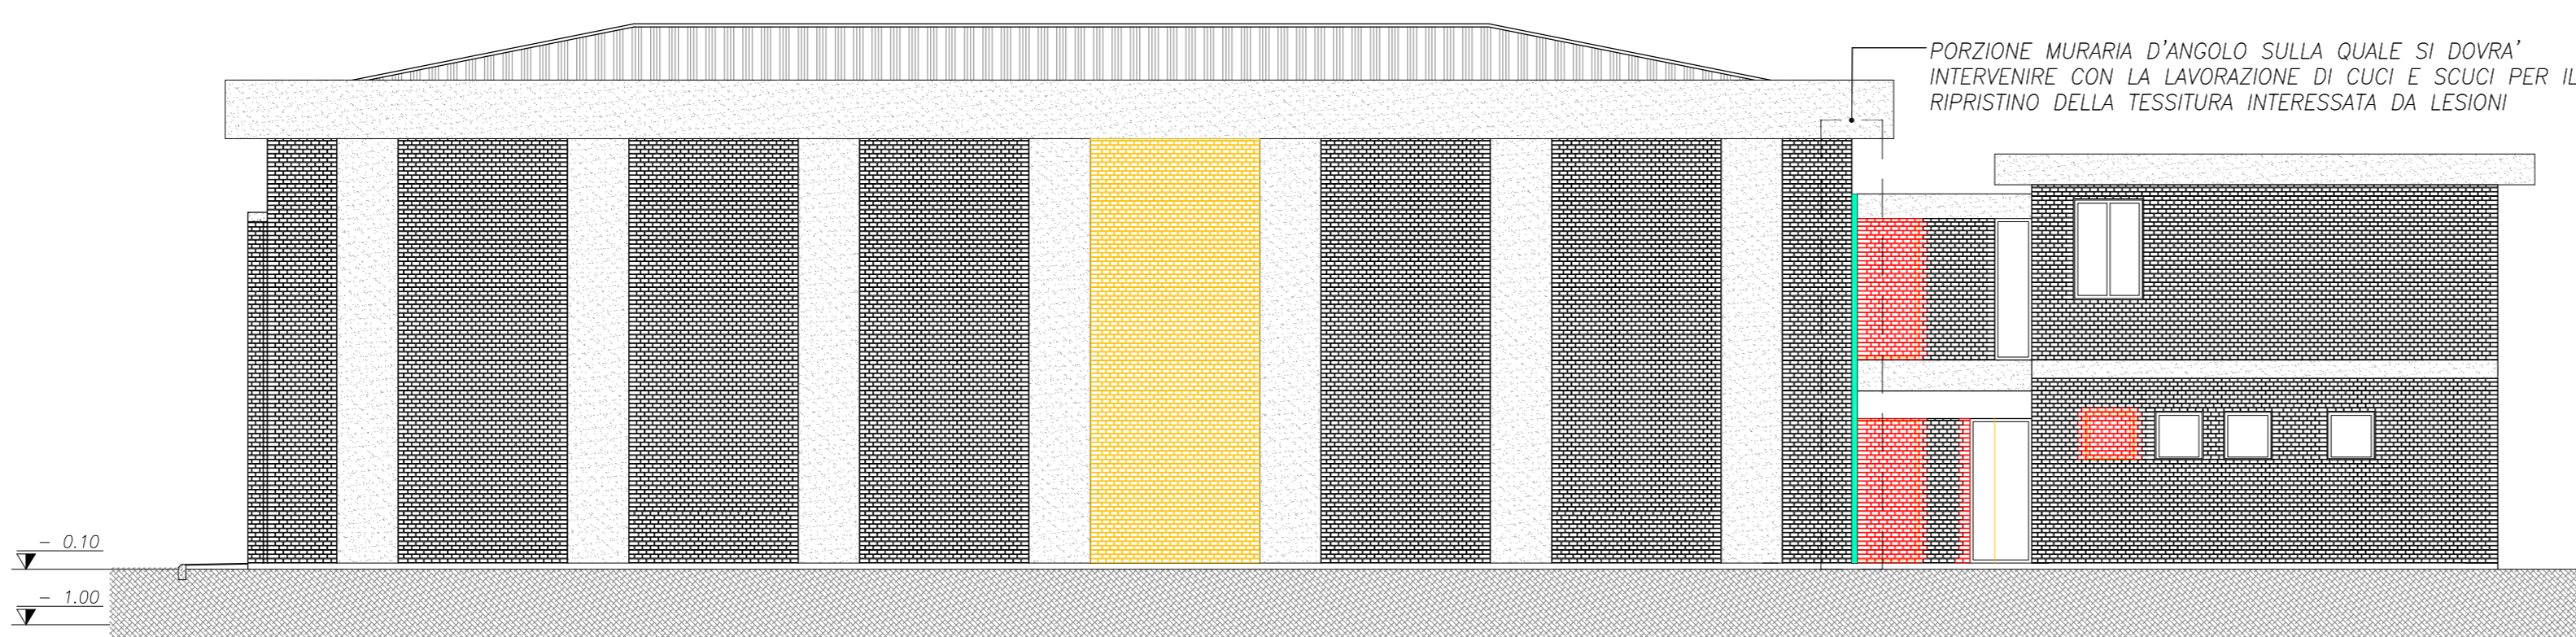 PORZIONE MURARIA D'ANGOLO SULLA QUALE SI DOVRA'
INTERVENIRE CON LA LAVORAZIONE DI CUCI E SCUCI PER IL
RIPRISTINO DELLA TESSITURA INTERESSATA DA LESIONI
- 0.10
- 1.00